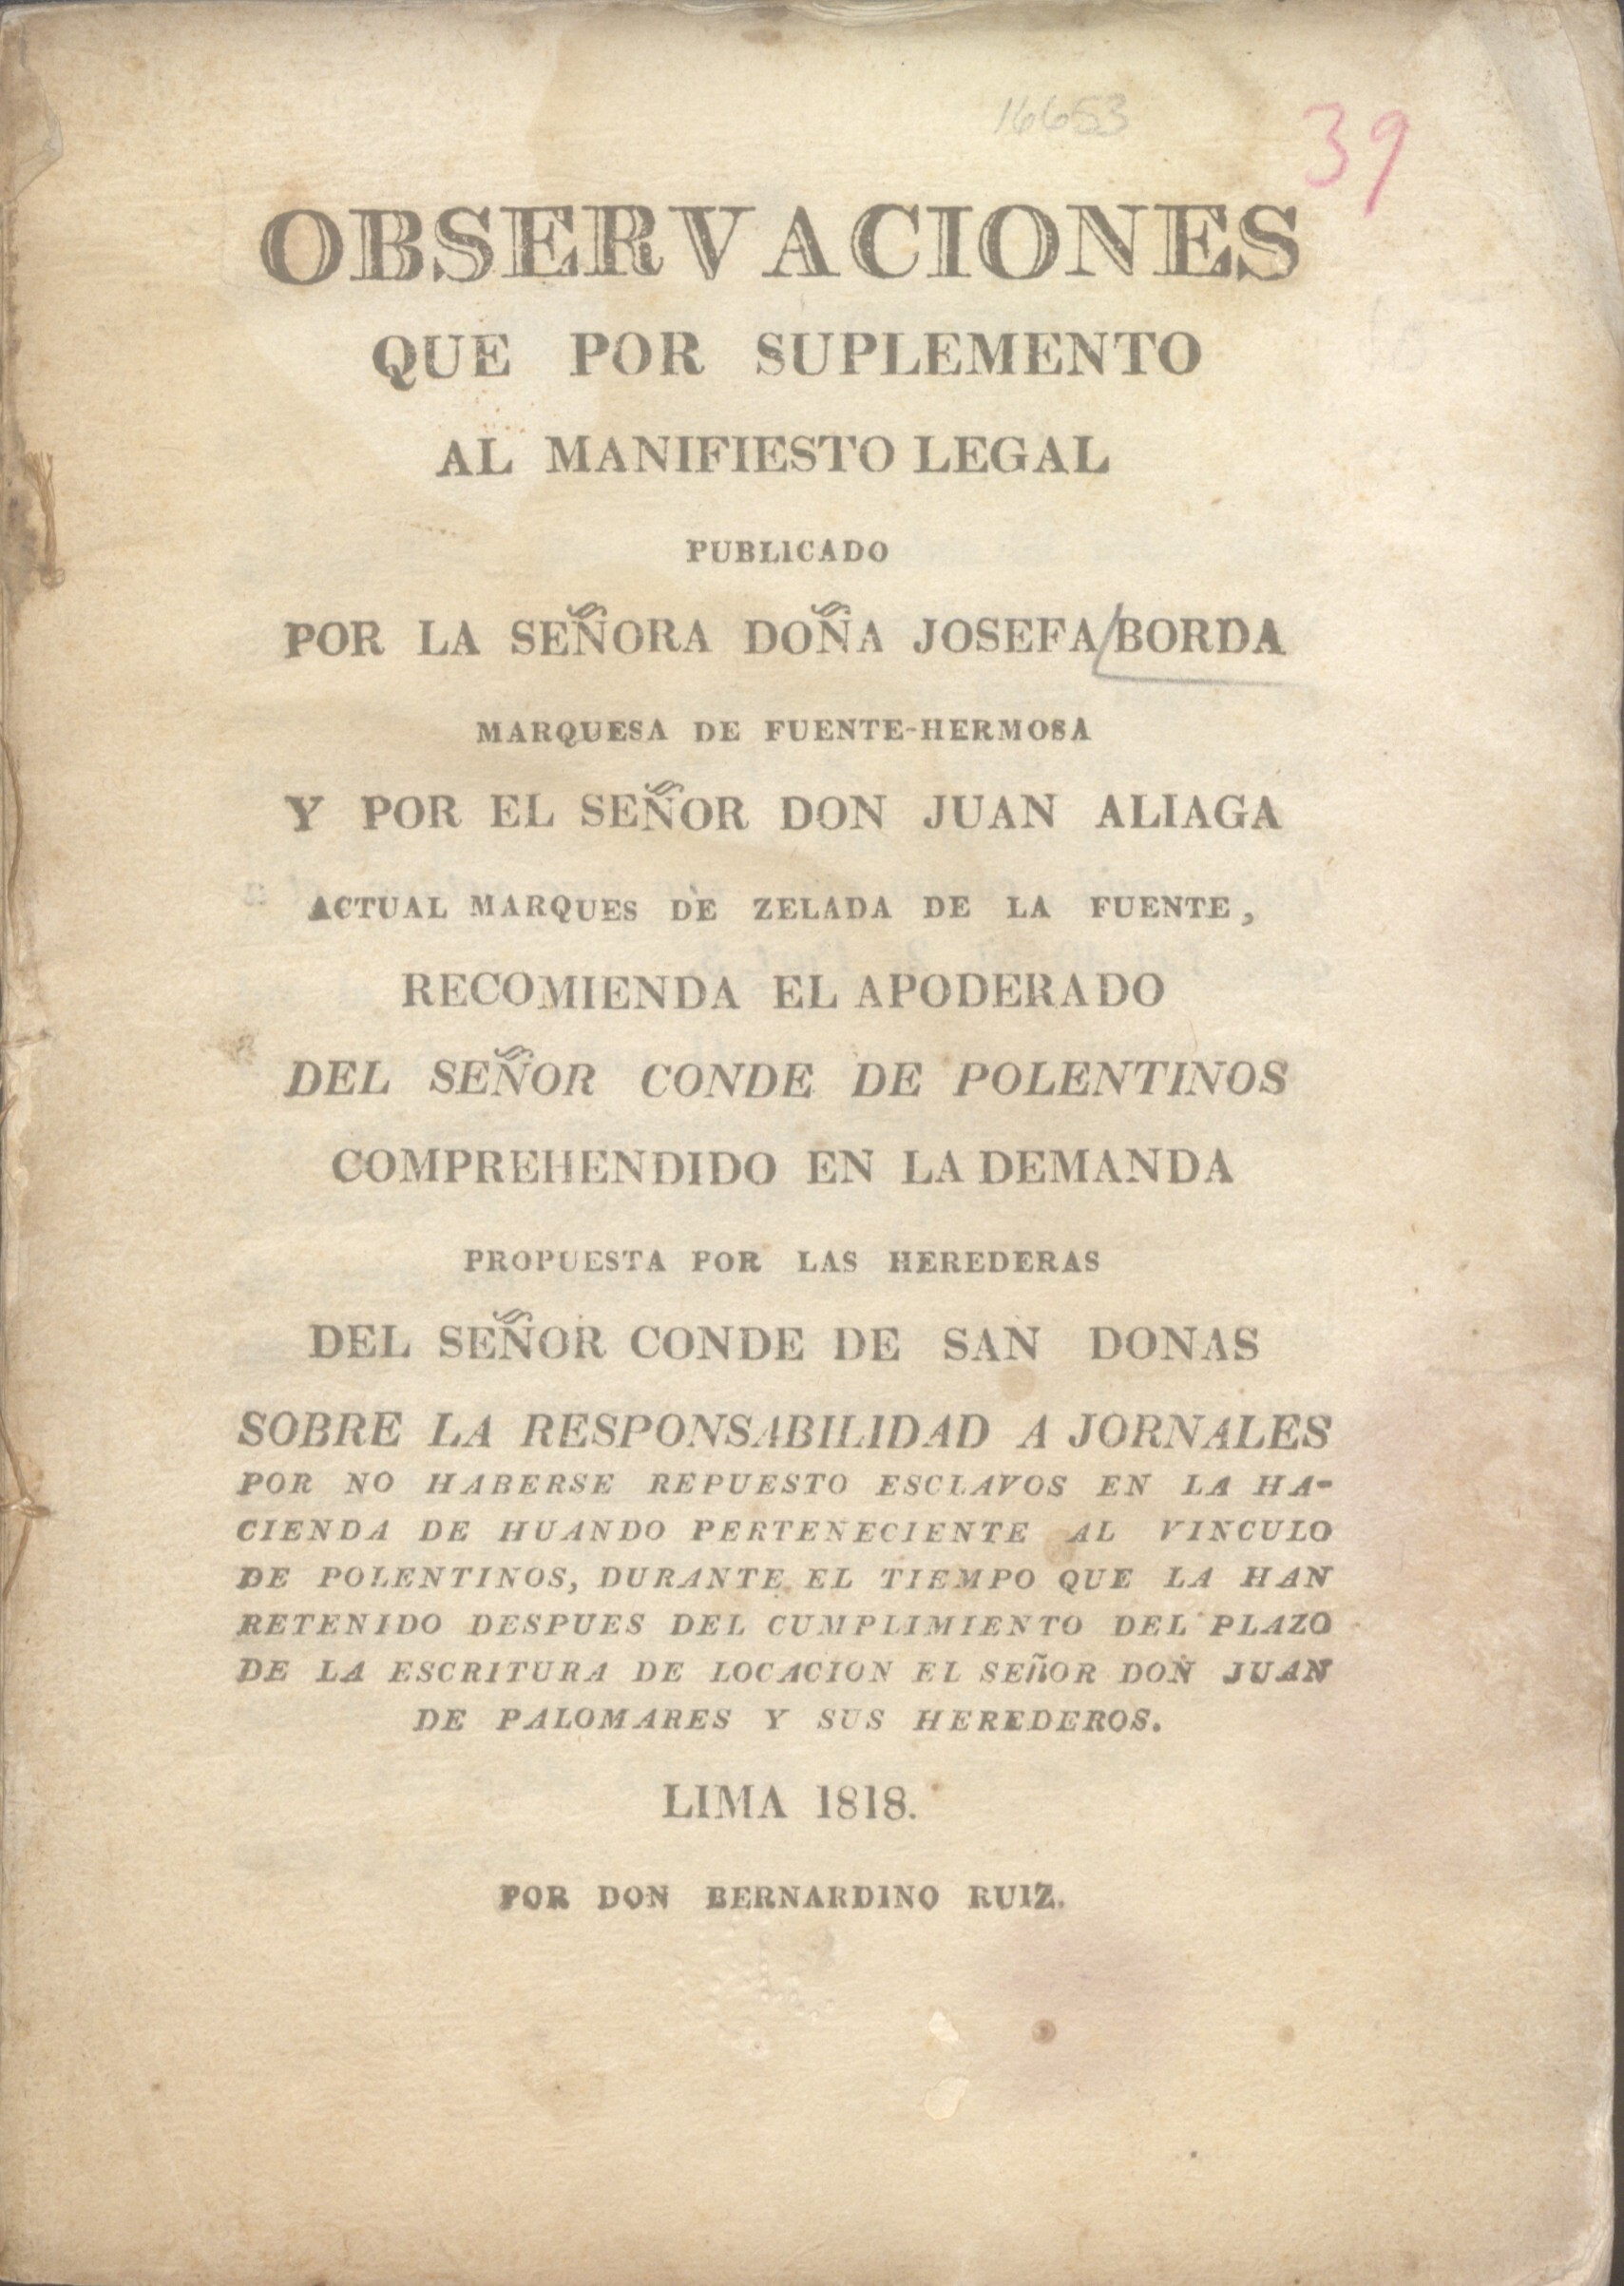 16653
39
OBSERVACIONES
QUE POR SUPLEMENTO
AL MANIFIESTO LEGAL
PUBLICADO
POR LA SEÑORA DOÑA JOSEFA/BORDA
MARQUESA DE FUENTE-HERMOSA
Y POR EL SEÑOR DON JUAN ALIAGA
ACTUAL MARQUES DE ZELADA DE LA FUENTE,
RECOMIENDA EL APODERADO
DEL SEÑOR CONDE DE POLENTINOS
COMPREHENDIDO EN LA DEMANDA
PROPUESTA POR LAS HEREDERAS
DEL SEÑOR CONDE DE SAN DONAS
SOBRE LA RESPONSABILIDAD A JORNALES
POR NO HABERSE REPUESTO ESCLAVOS EN LA HA-
CIENDA DE HUANDO PERTENECIENTE AL VINCULO
DE POLENTINOS, DURANTE EL TIEMPO QUE LA HAN
RETENIDO DESPUES DEL CUMPLIMIENTO DEL PLAZO
DE LA ESCRITURA DE LOCACION EL SEÑOR DON JUAN
DE PALOMARES Y SUS HEREDEROS.
LIMA 1818.
POR DON BERNARDINO RUIZ.